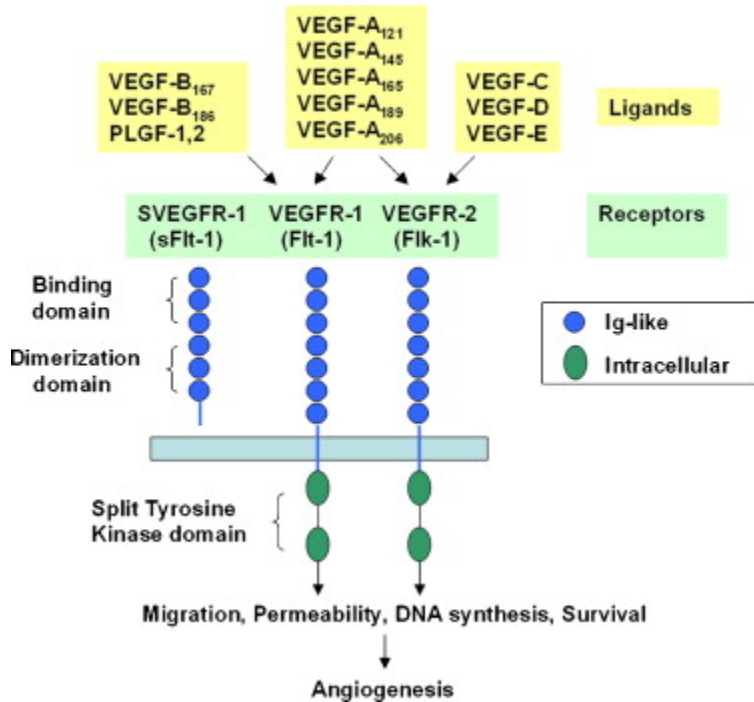 VEGF-B167
VEGF-B186
PLGF-1,2
VEGF-A121
VEGF-A145
VEGF-A165
VEGF-A189
VEGF-A206
VEGF-C
VEGF-D
VEGF-E
Ligands
SVEGFR-1 VEGFR-1 VEGFR-2
(sFlt-1) (Flt-1) (Flk-1)
Receptors
Binding
domain
Dimerization
domain
Ig-like
Intracellular
Split Tyrosine
Kinase domain
Migration, Permeability, DNA synthesis, Survival
Angiogenesis